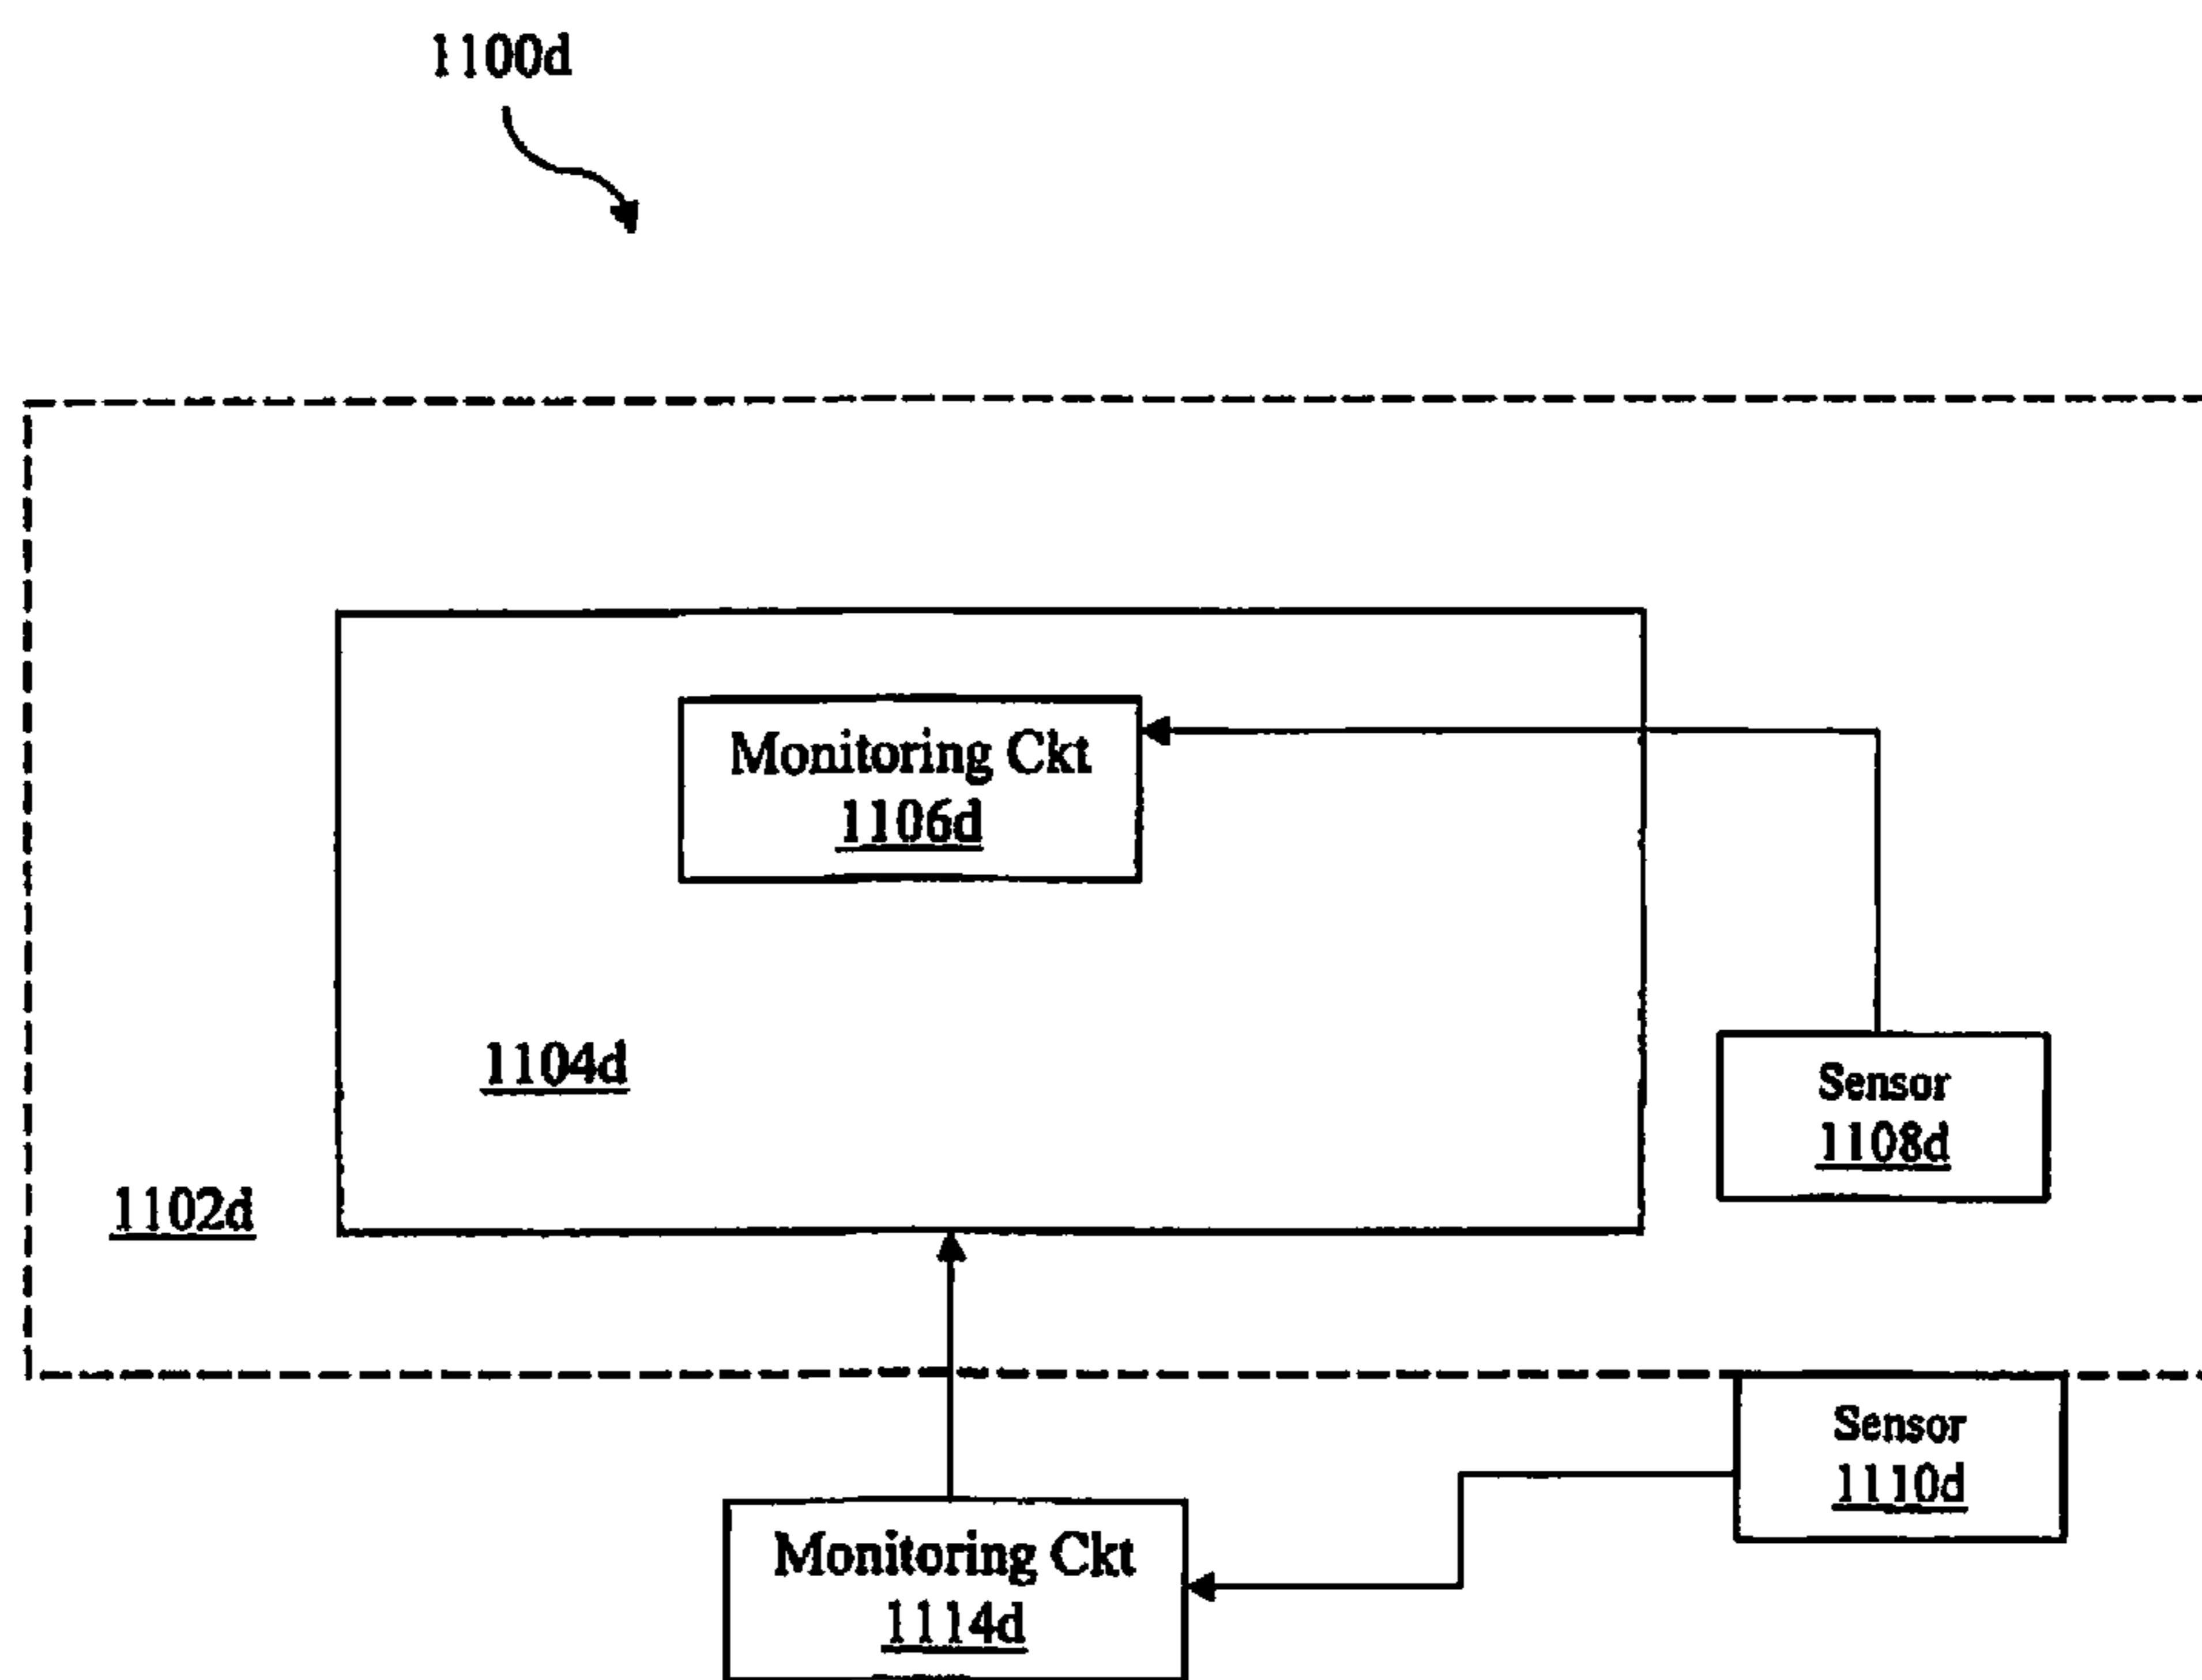 1100d
Monitoring Ckt
1106d
1104d
Sensor
1108d
1102d
Sensor
1110d
Monitoring Ckt
1114d